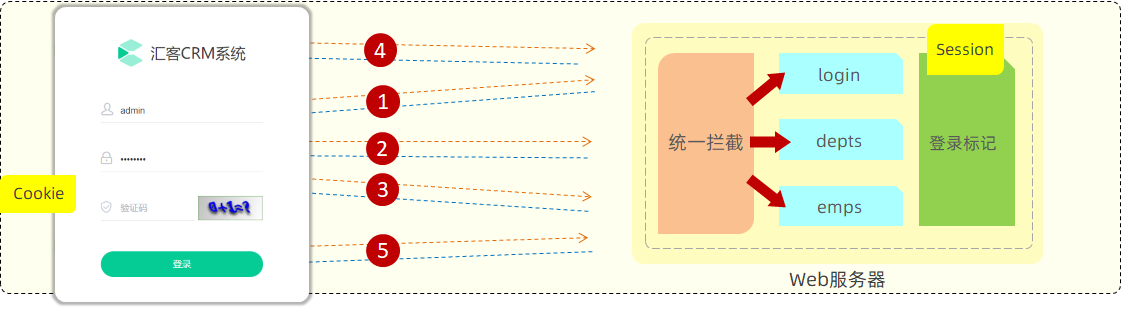 汇客CRM系统
admin
••••••••
验证码
0+1=?
登录
Cookie
4
1
2
3
5
统一拦截
login
depts
emps
Session
登录标记
Web服务器